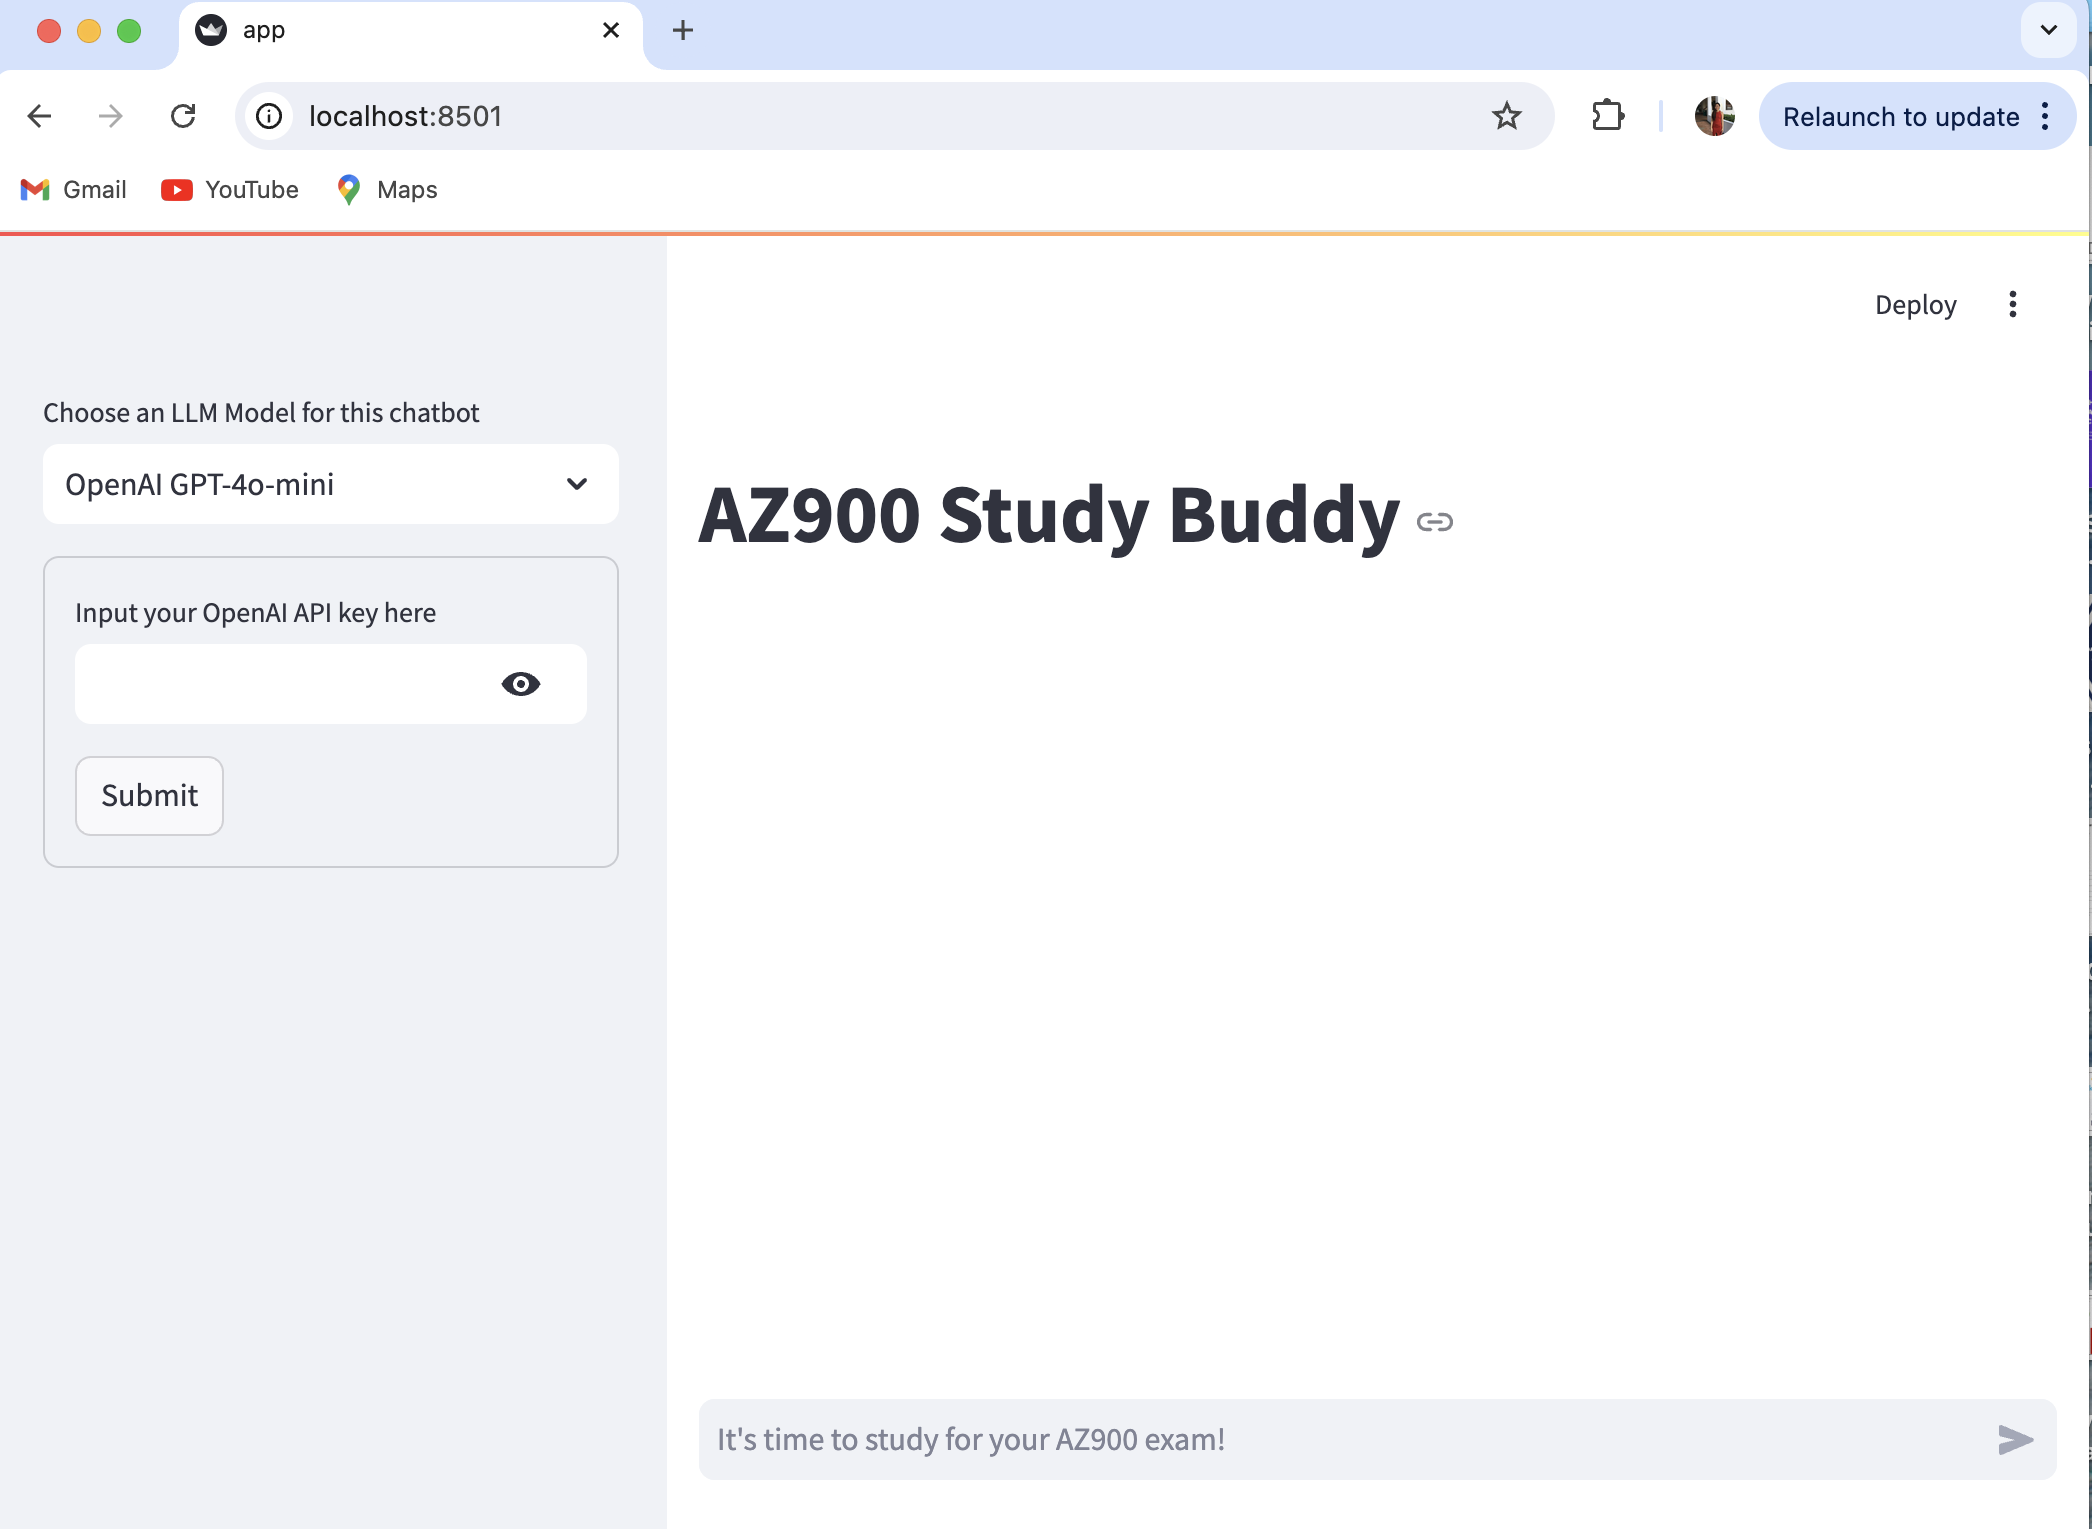 app
localhost:8501
Relaunch to update
Gmail
YouTube
Maps
Deploy
Choose an LLM Model for this chatbot
OpenAI GPT-4o-mini
Input your OpenAI API key here
Submit
AZ900 Study Buddy
It's time to study for your AZ900 exam!